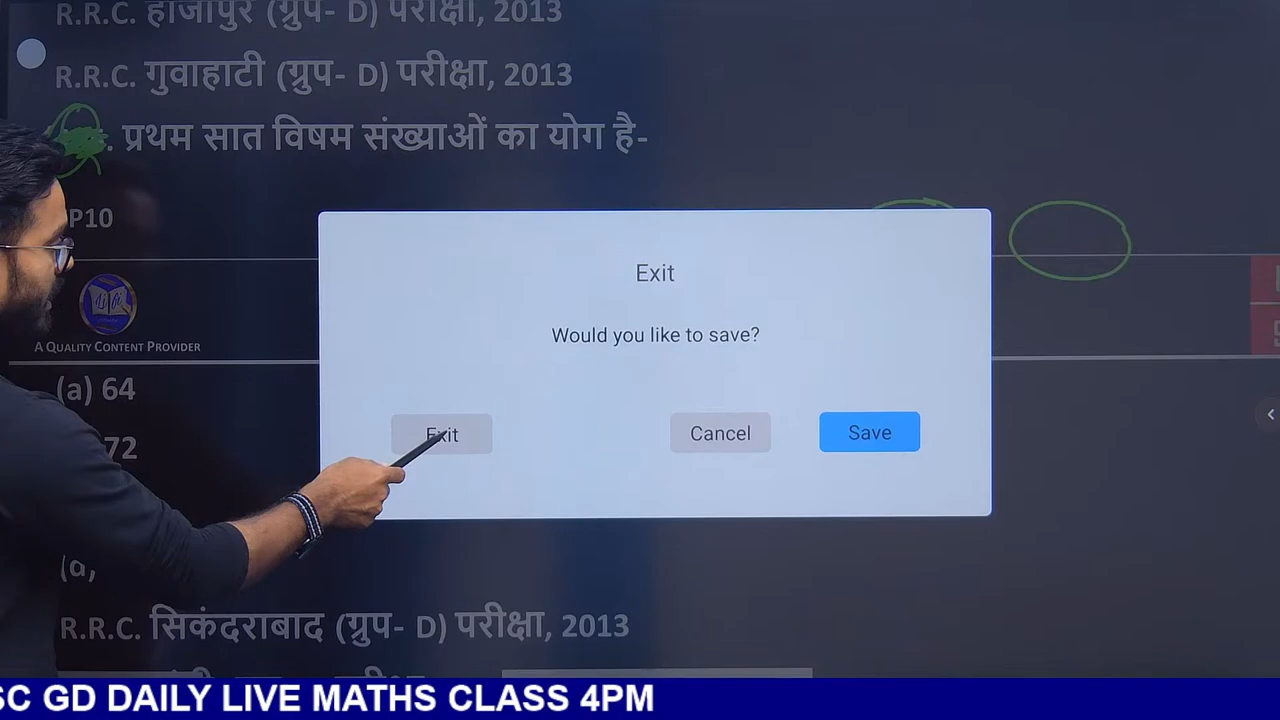 R.R.C. हाजीपुर (ग्रुप- D) परीक्षा, 2013
R.R.C. गुवाहाटी (ग्रुप- D) परीक्षा, 2013
. प्रथम सात विषम संख्याओं का योग है-
P10
A QUALITY CONTENT PROVIDER
Exit
Would you like to save?
Exit
Cancel
Save
(a) 64
72
R.R.C. सिकंदराबाद (ग्रुप- D) परीक्षा, 2013
SC GD DAILY LIVE MATHS CLASS 4PM